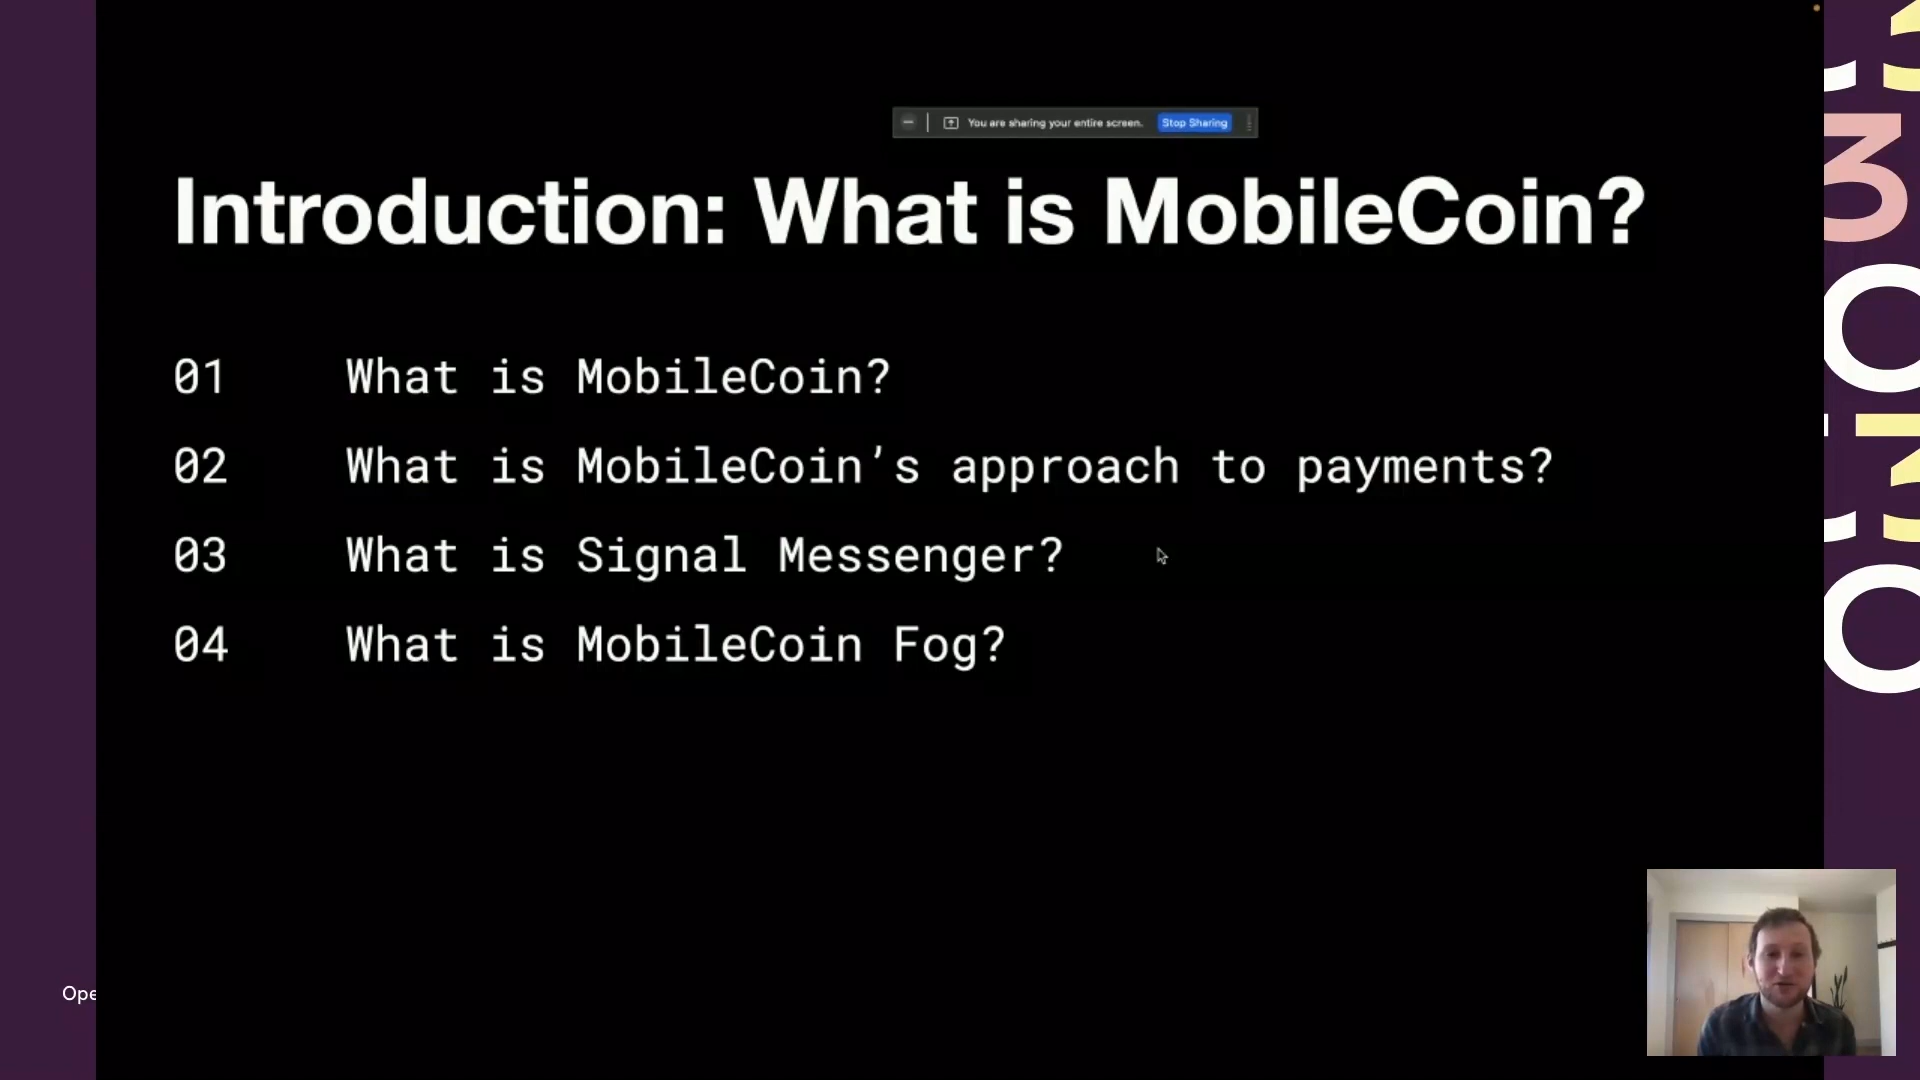 You are sharing your entire screen. Stop Sharing
Introduction: What is MobileCoin?
01 What is MobileCoin?
02 What is MobileCoin’s approach to payments?
03 What is Signal Messenger?
04 What is MobileCoin Fog?
Ope